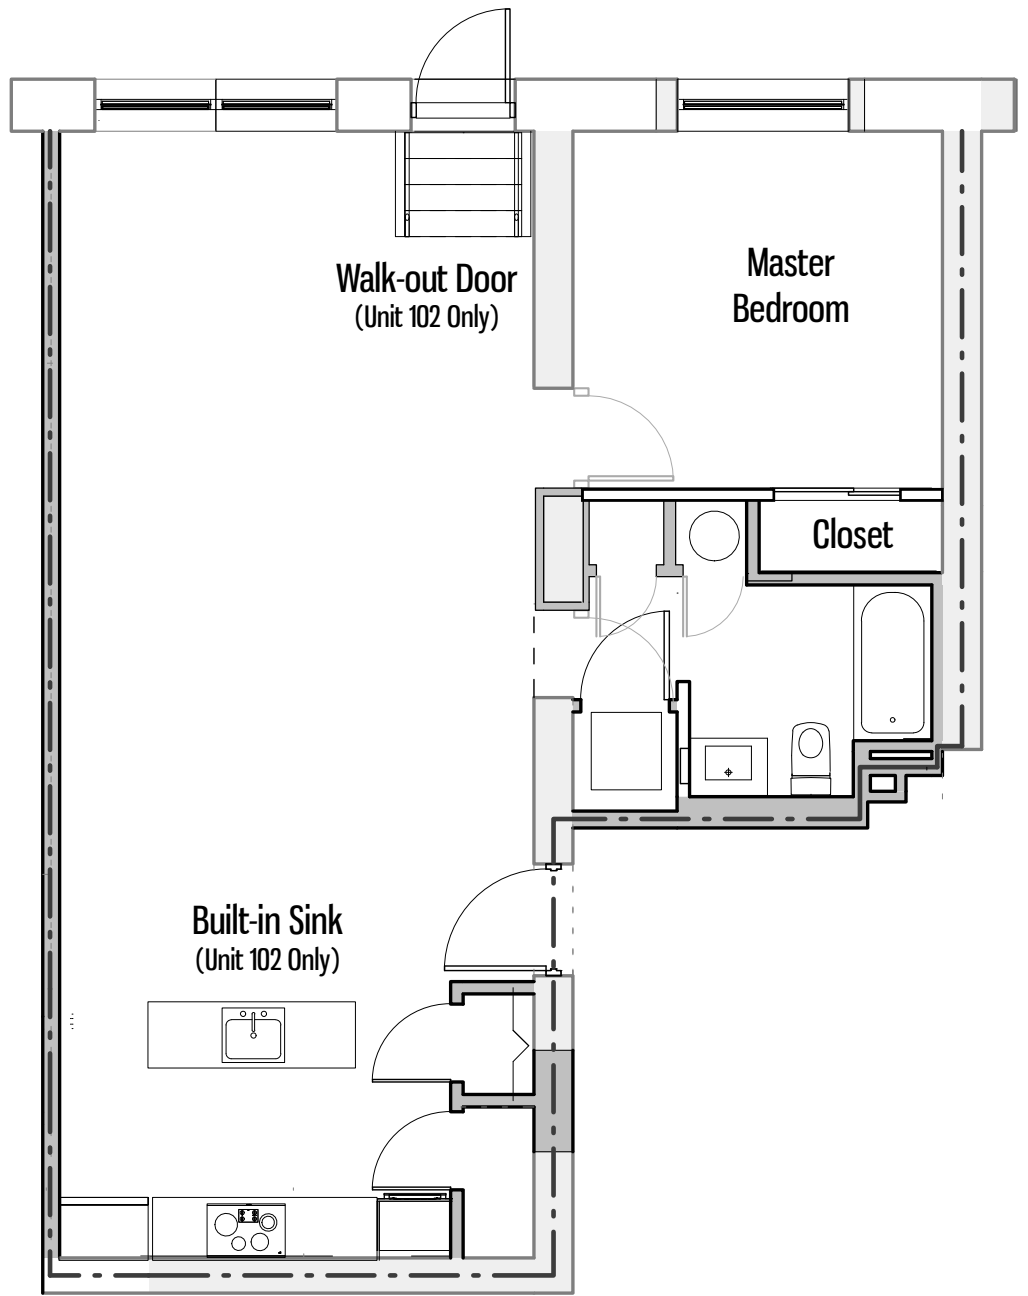 Walk-out Door
(Unit 102 Only)
Master
Bedroom
Closet
Built-in Sink
(Unit 102 Only)